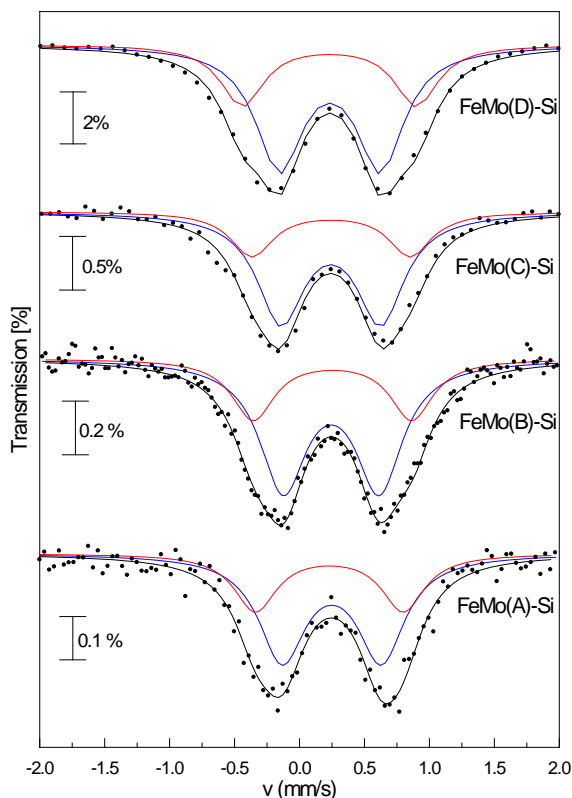 FeMo(D)-Si
2%
FeMo(C)-Si
0.5%
Transmission [%]
FeMo(B)-Si
0.2 %
FeMo(A)-Si
0.1 %
-2.0 -1.5 -1.0 -0.5 0.0 0.5 1.0 1.5 2.0
v (mm/s)